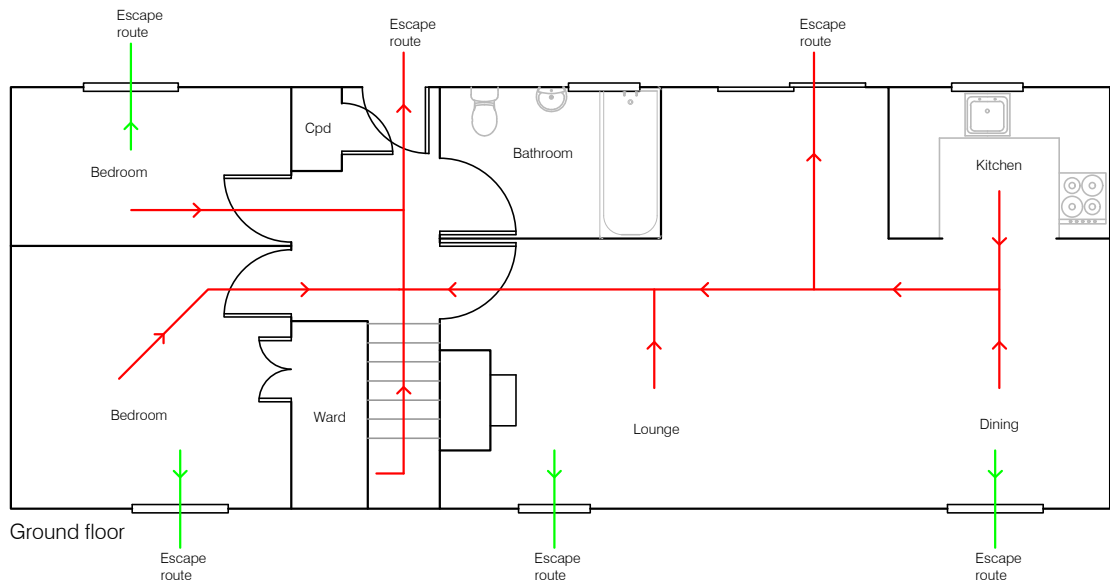 Escape
route
Escape
route
Escape
route
Cpd
Bathroom
Kitchen
Bedroom
Bedroom
Ward
Lounge
Dining
Ground floor
Escape
route
Escape
route
Escape
route